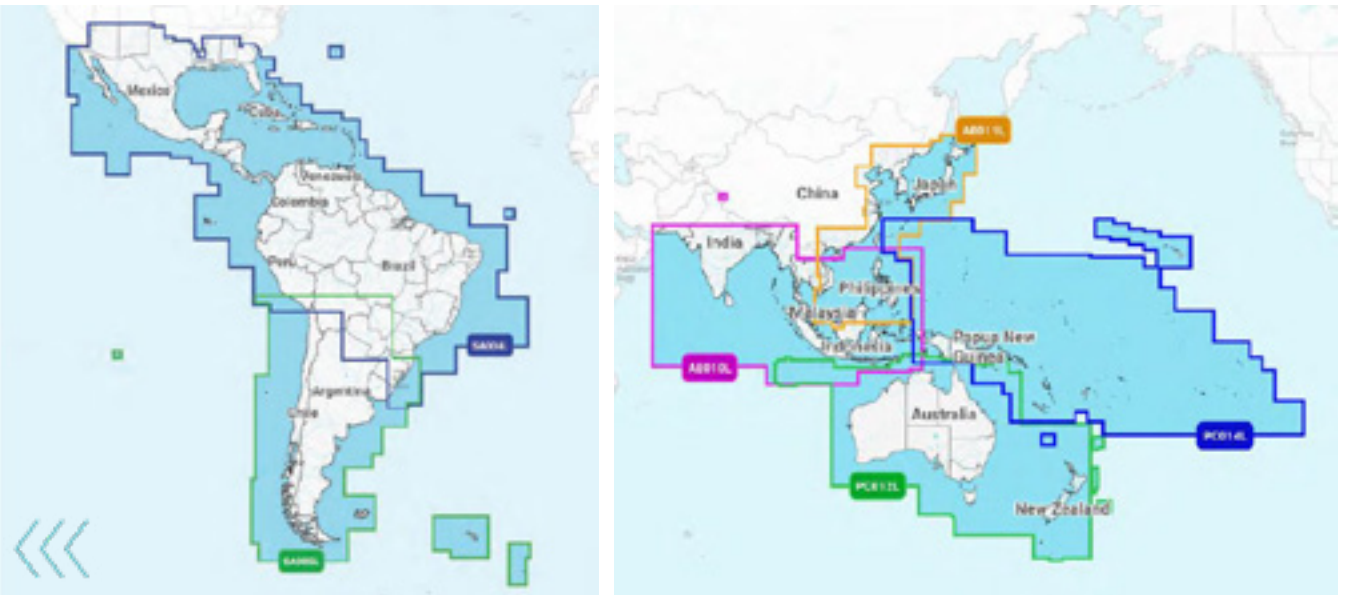 Mexico
Cuba
Venezuela
Colombia
Peru
Brazil
Argentina
Chile
China
Japan
India
Philippines
Malaysia
Indonesia
Papua New
Guinea
AB010L
Australia
PC014L
PC012L
New Zealand